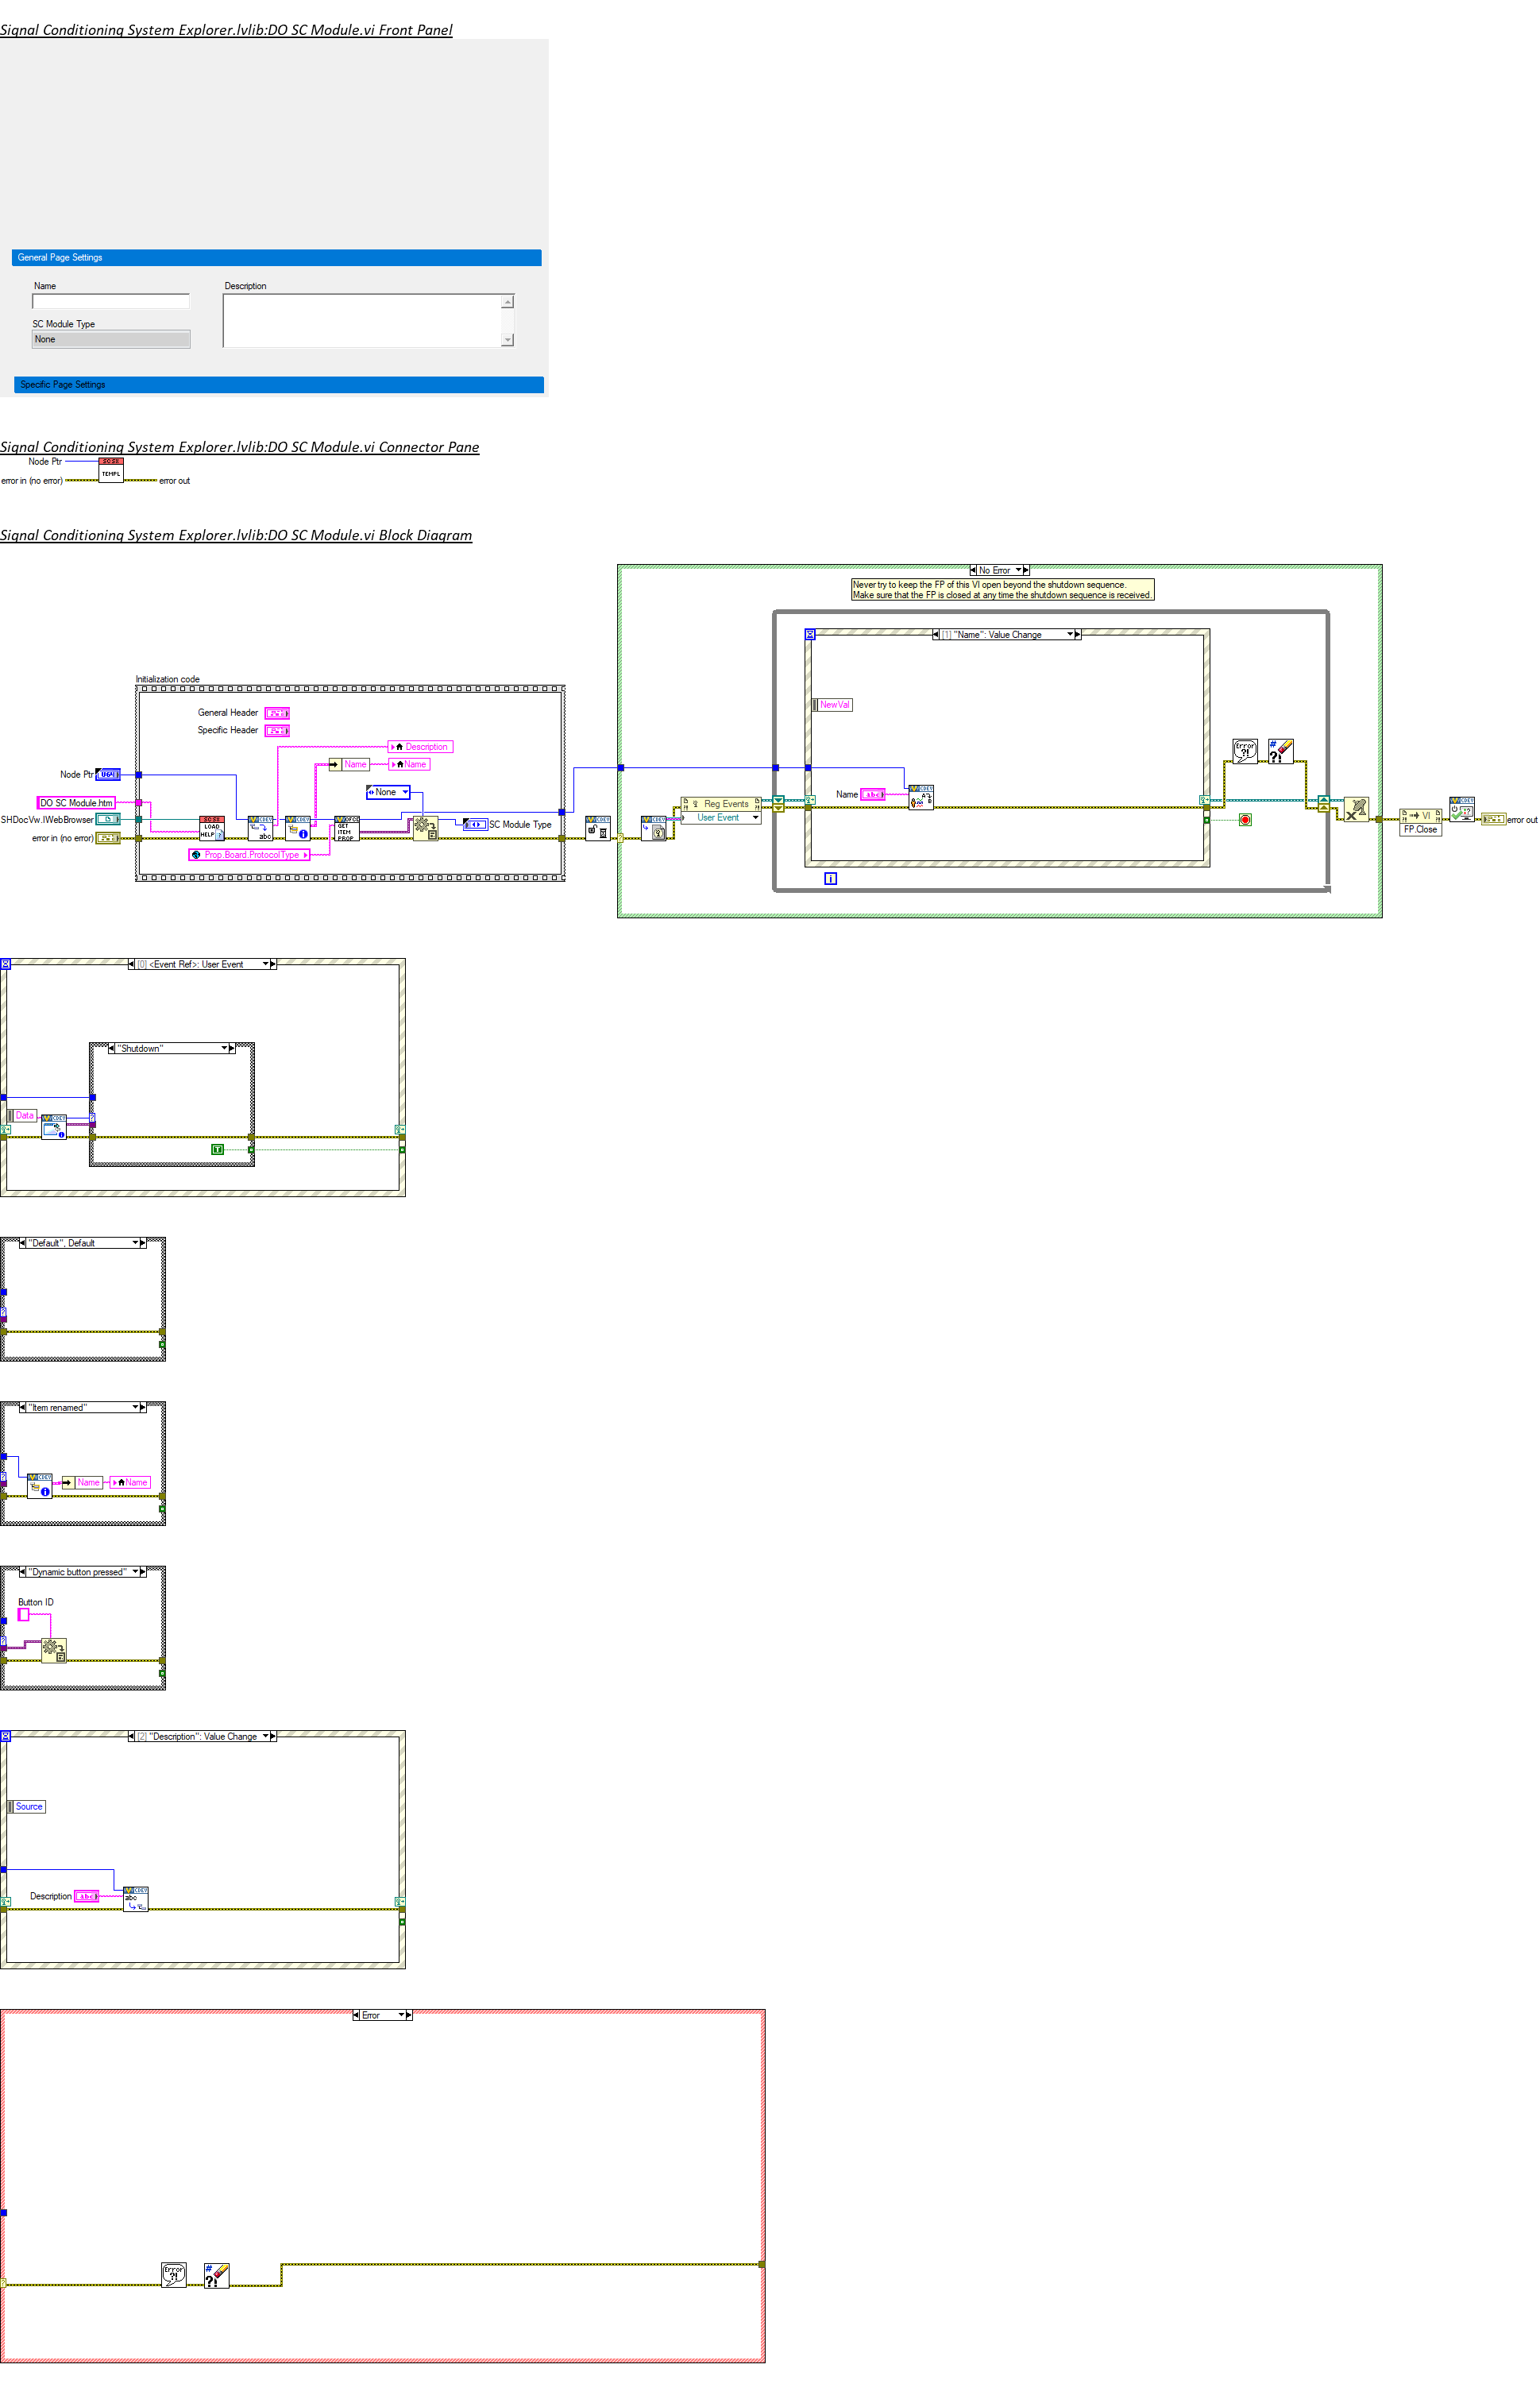 Signal Conditioning System Explorer.lvlib:DO SC Module.vi Front Panel
General Page Settings
Name
Description
SC Module Type
None
Specific Page Settings
Signal Conditioning System Explorer.lvlib:DO SC Module.vi Connector Pane
Node Ptr
TEMPL
error in (no error)
error out
Signal Conditioning System Explorer.lvlib:DO SC Module.vi Block Diagram
No Error
Never try to keep the FP of this VI open beyond the shutdown sequence.
Make sure that the FP is closed at any time the shutdown sequence is received.
[1] "Name": Value Change
Initialization code
NewVal
General Header
Specific Header
Description
Name
Name
Node Ptr
None
DO SC Module.htm
Name
Reg Events
SHDocVw.IWebBrowser
LOAD HELP
abc
GET ITEM PROP
SC Module Type
User Event
error in (no error)
VI
FP.Close
error out
Prop.Board.ProtocolType
Error ?!
# ?!
i
[0] <Event Ref>: User Event
"Shutdown"
Data
T
"Default", Default
"Item renamed"
Name
Name
"Dynamic button pressed"
Button ID
[2] "Description": Value Change
Source
Description
abc
abc
Error
Error ?!
# ?!